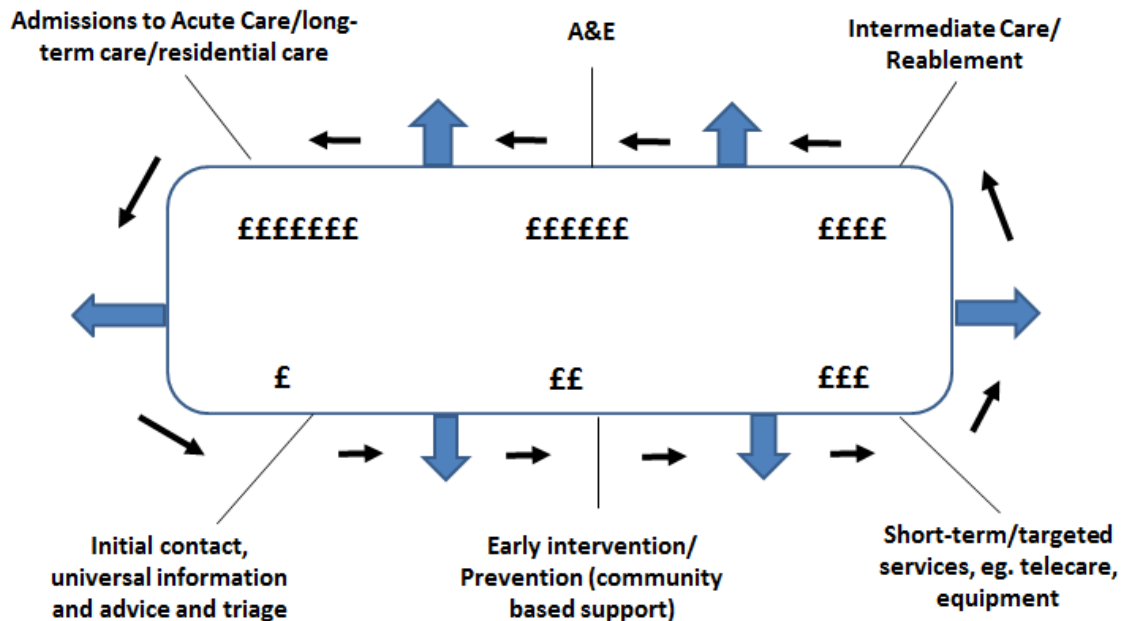 Admissions to Acute Care/long-
term care/residential care
A&E
Intermediate Care/
Reablement
£££££££
££££££
££££
£
££
£££
Initial contact,
universal information
and advice and triage
Early intervention/
Prevention (community
based support)
Short-term/targeted
services, eg. telecare,
equipment